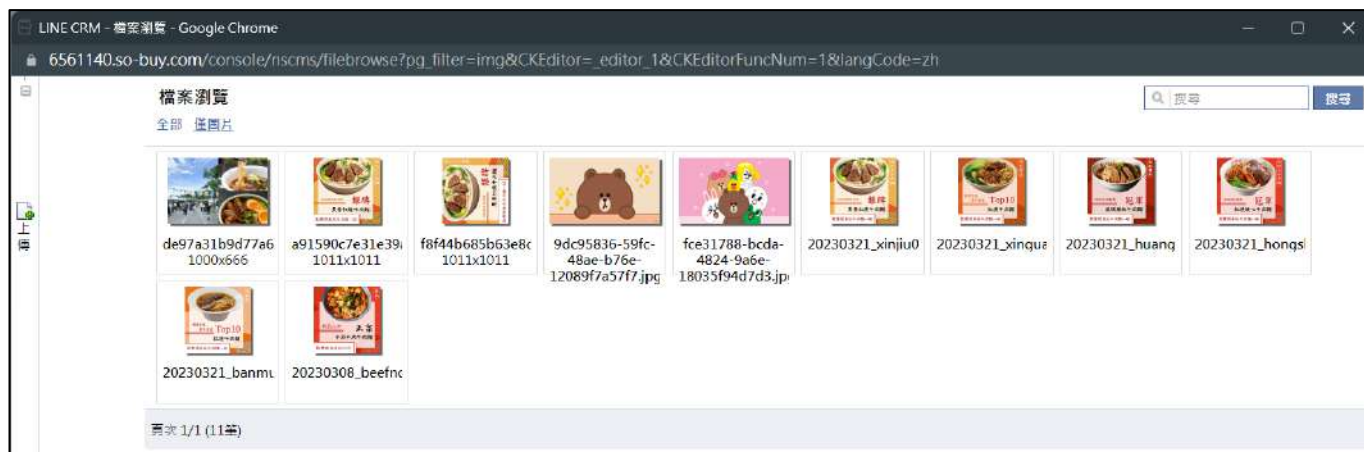 LINE CRM - 檔案瀏覽 - Google Chrome
6561140.so-buy.com/console/nscms/filebrowse?pg_filter=img&CKEditor=_editor_1&CKEditorFuncNum=1&langCode=zh
檔案瀏覽
搜尋 搜尋
全部 僅圖片
上傳
de97a31b9d77a6 a91590c7e31e39 f8f44b685b63e8c 9dc95836-59fc- fce31788-bcda- 20230321_xinjiu0 20230321_xinqua 20230321_huang 20230321_hongs
1000x666 1011x1011 1011x1011 48ae-b76e- 4824-9a6e-
12089f7a57f7.jpg 18035f94d7d3.jp
Top10
20230321_banmu 20230308_beefno
頁次 1/1 (11筆)